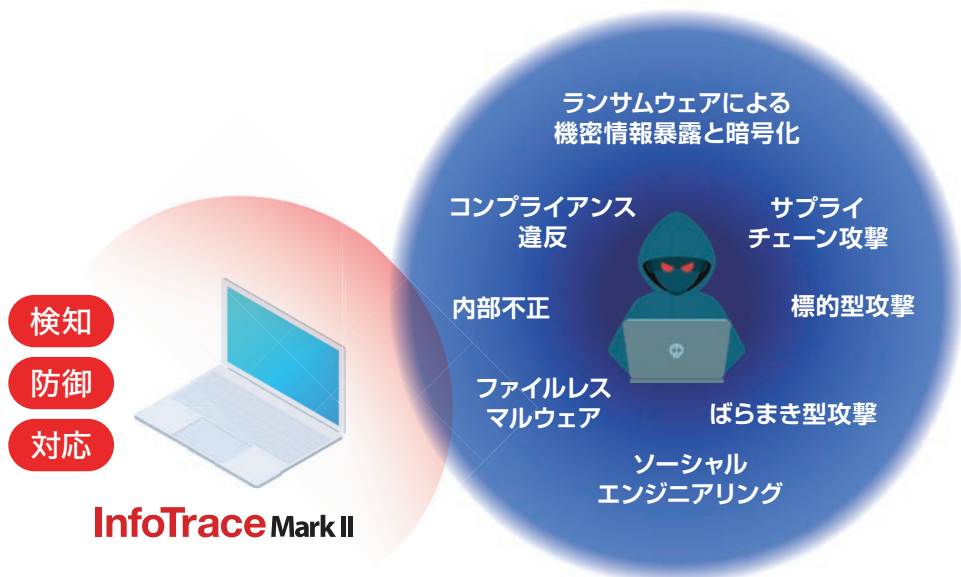 ランサムウェアによる
機密情報暴露と暗号化
コンプライアンス
違反
サプライ
チェーン攻撃
内部不正
標的型攻撃
ファイルレス
マルウェア
ばらまき型攻撃
ソーシャル
エンジニアリング
検知
防御
対応
InfoTrace Mark II